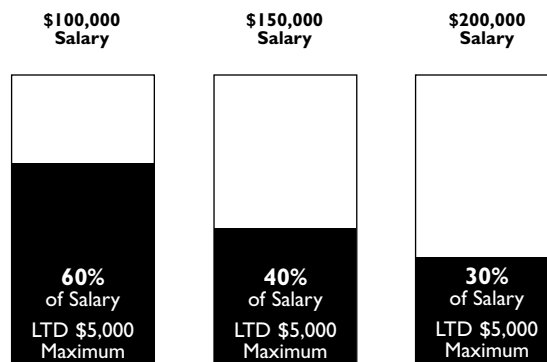 $100,000
Salary
$150,000
Salary
$200,000
Salary
60%
of Salary
LTD $5,000
Maximum
40%
of Salary
LTD $5,000
Maximum
30%
of Salary
LTD $5,000
Maximum